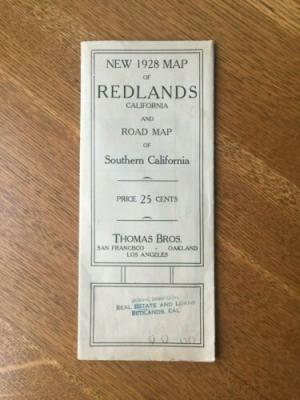 NEW 1928 MAP
OF
REDLANDS
CALIFORNIA
AND
ROAD MAP
OF
Southern California
PRICE 25 CENTS
THOMAS BROS.
SAN FRANCISCO - OAKLAND
LOS ANGELES
REAL ESTATE AND LOANS
REDLANDS, CAL.